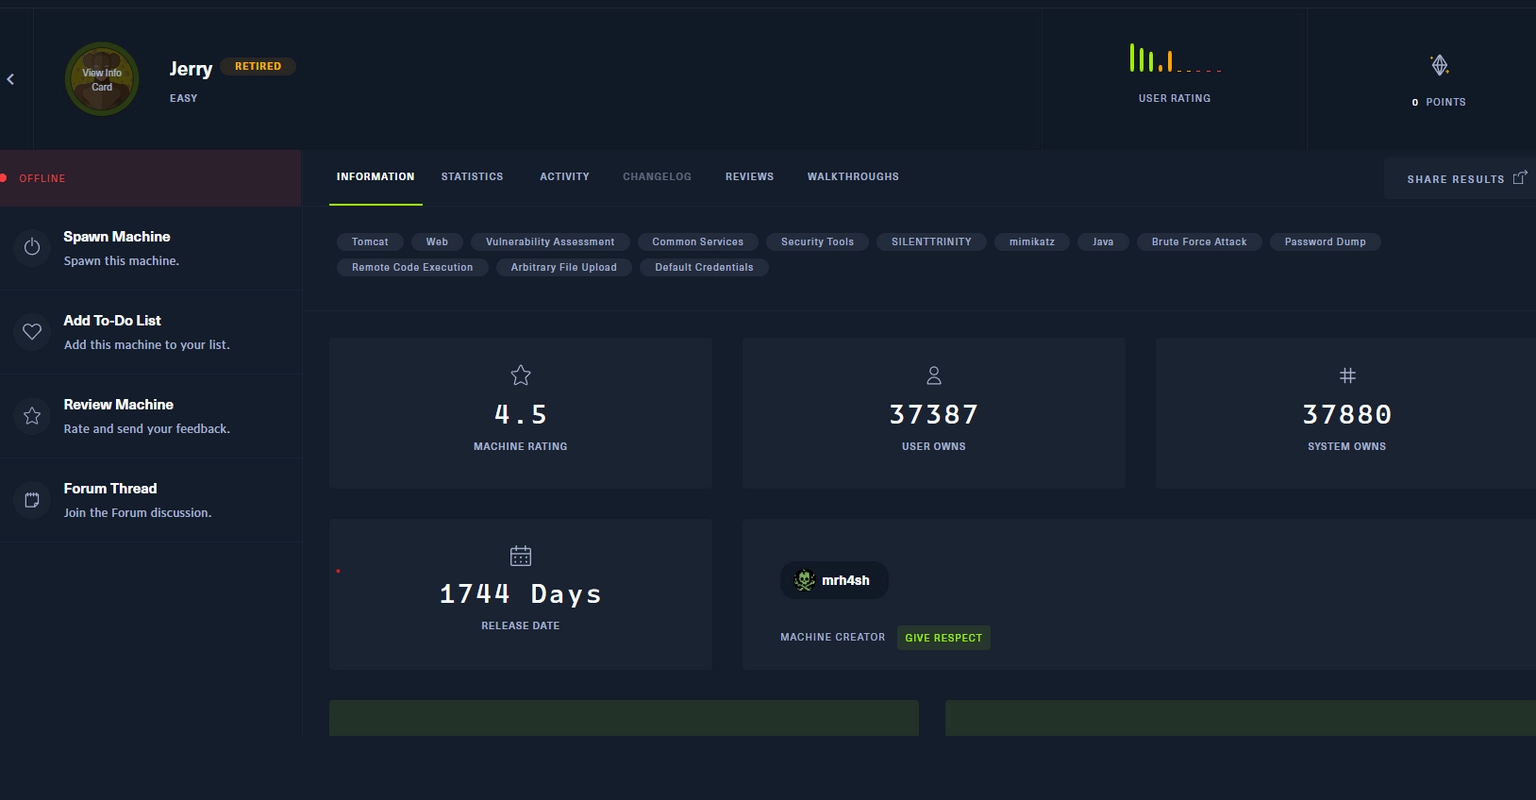 View Info
Card
Jerry RETIRED
EASY
USER RATING
0 POINTS
OFFLINE
INFORMATION STATISTICS ACTIVITY CHANGELOG REVIEWS WALKTHROUGHS
SHARE RESULTS
Spawn Machine
Spawn this machine.
Add To-Do List
Add this machine to your list.
Review Machine
Rate and send your feedback.
Forum Thread
Join the Forum discussion.
Tomcat Web Vulnerability Assessment Common Services Security Tools SILENTTRINITY mimikatz Java Brute Force Attack Password Dump
Remote Code Execution Arbitrary File Upload Default Credentials
4.5
MACHINE RATING
37387
USER OWNS
37880
SYSTEM OWNS
1744 Days
RELEASE DATE
mrh4sh
MACHINE CREATOR GIVE RESPECT